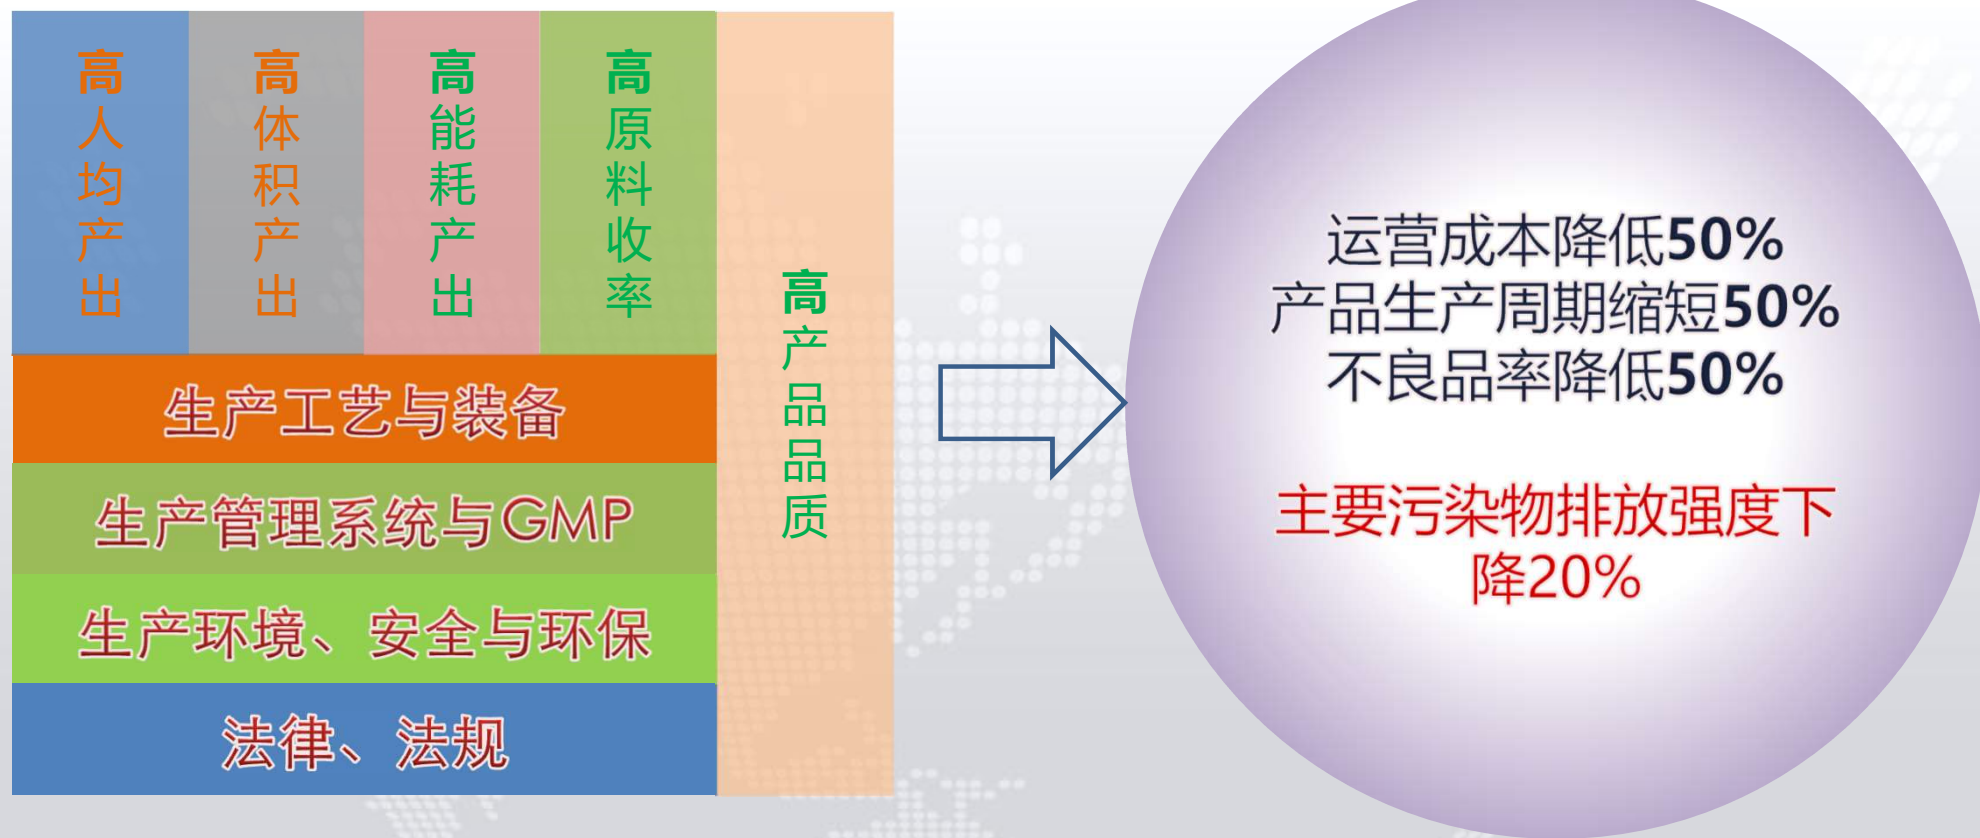 高人均产出
高体积产出
高能耗产出
高原料收率
高产品品质
生产工艺与装备
生产管理系统与GMP
生产环境、安全与环保
法律、法规
运营成本降低50%
产品生产周期缩短50%
不良品率降低50%
主要污染物排放强度下
降20%